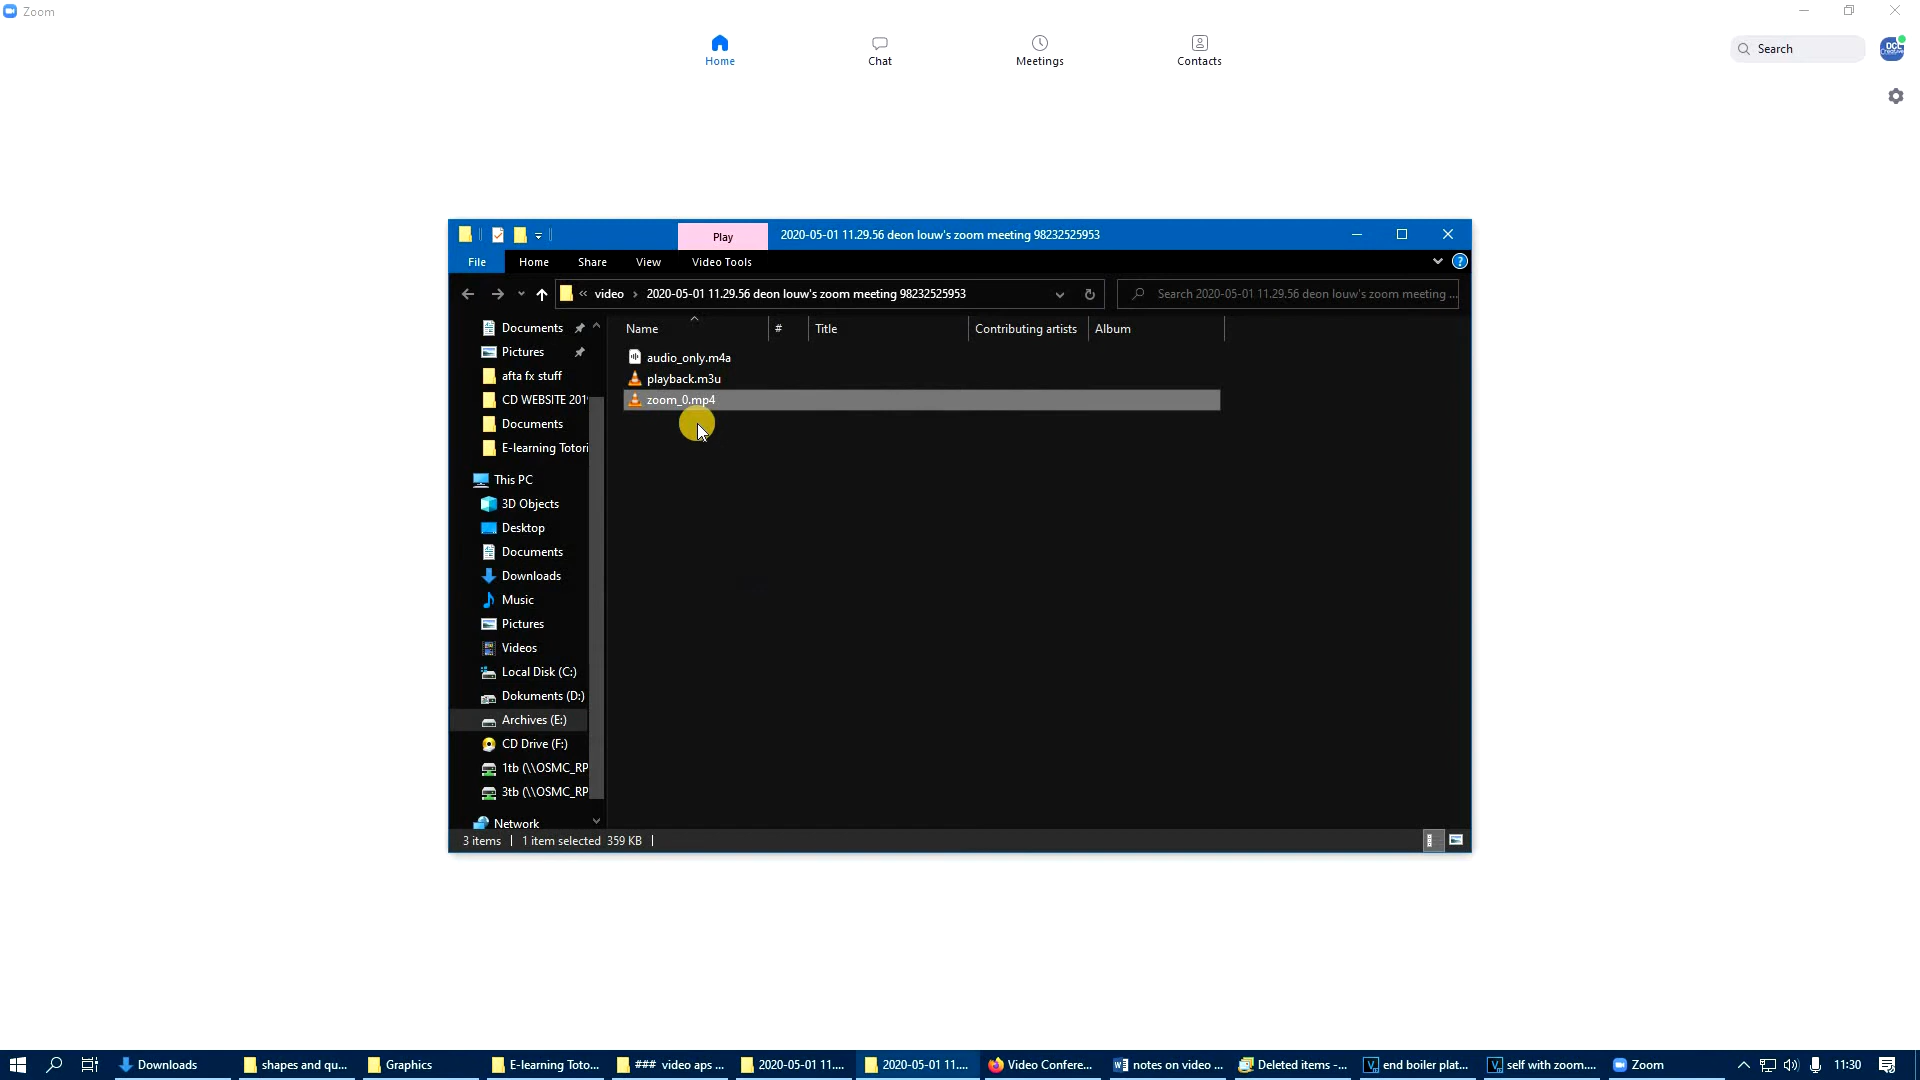 Zoom
Home
Chat
Meetings
Contacts
Search
Play
2020-05-01 11.29.56 deon louw's zoom meeting 98232525953
File
Home
Share
View
Video Tools
« video › 2020-05-01 11.29.56 deon louw's zoom meeting 98232525953
Search 2020-05-01 11.29.56 deon louw's zoom meeting ...
Name
#
Title
Contributing artists
Album
audio_only.m4a
playback.m3u
zoom_0.mp4
Documents
Pictures
afta fx stuff
CD WEBSITE 201
Documents
E-learning Totori
This PC
3D Objects
Desktop
Documents
Downloads
Music
Pictures
Videos
Local Disk (C:)
Dokuments (D:)
Archives (E:)
CD Drive (F:)
1tb (\\OSMC_RP
3tb (\\OSMC_RP
Network
3 items
1 item selected 359 KB
Downloads
shapes and qu...
Graphics
E-learning Toto...
### video aps ...
2020-05-01 11....
2020-05-01 11....
Video Confere...
notes on video ...
Deleted items -...
end boiler plat...
self with zoom....
Zoom
11:30